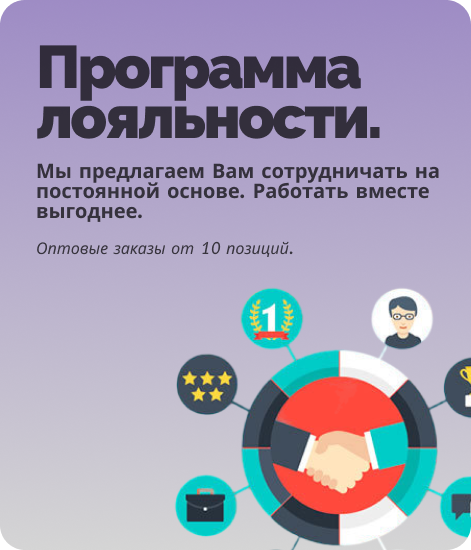 Программа
лояльности.
Мы предлагаем Вам сотрудничать на
постоянной основе. Работать вместе
выгоднее.
Оптовые заказы от 10 позиций.
1